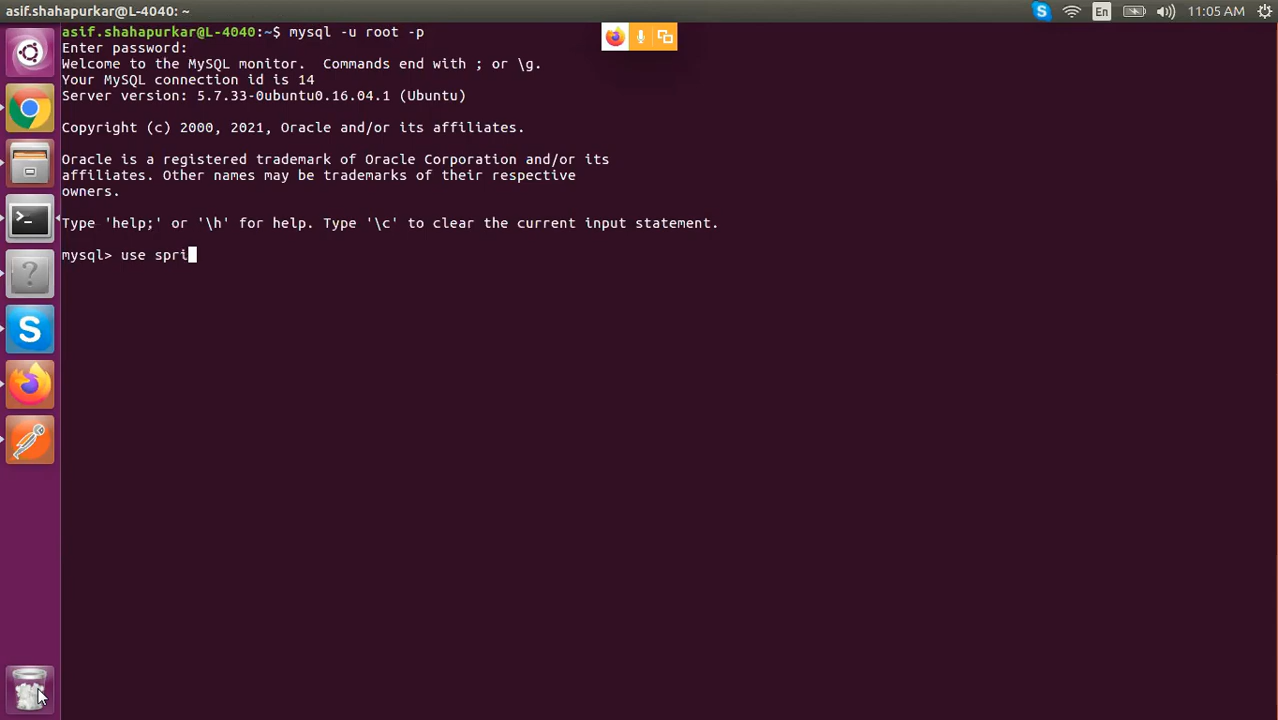 asif.shahapurkar@L-4040: ~
En
11:05 AM
asif.shahapurkar@L-4040:~$ mysql -u root -p
Enter password:
Welcome to the MySQL monitor.  Commands end with ; or \g.
Your MySQL connection id is 14
Server version: 5.7.33-0ubuntu0.16.04.1 (Ubuntu)
Copyright (c) 2000, 2021, Oracle and/or its affiliates.
Oracle is a registered trademark of Oracle Corporation and/or its
affiliates. Other names may be trademarks of their respective
owners.
Type 'help;' or '\h' for help. Type '\c' to clear the current input statement.
mysql> use spri